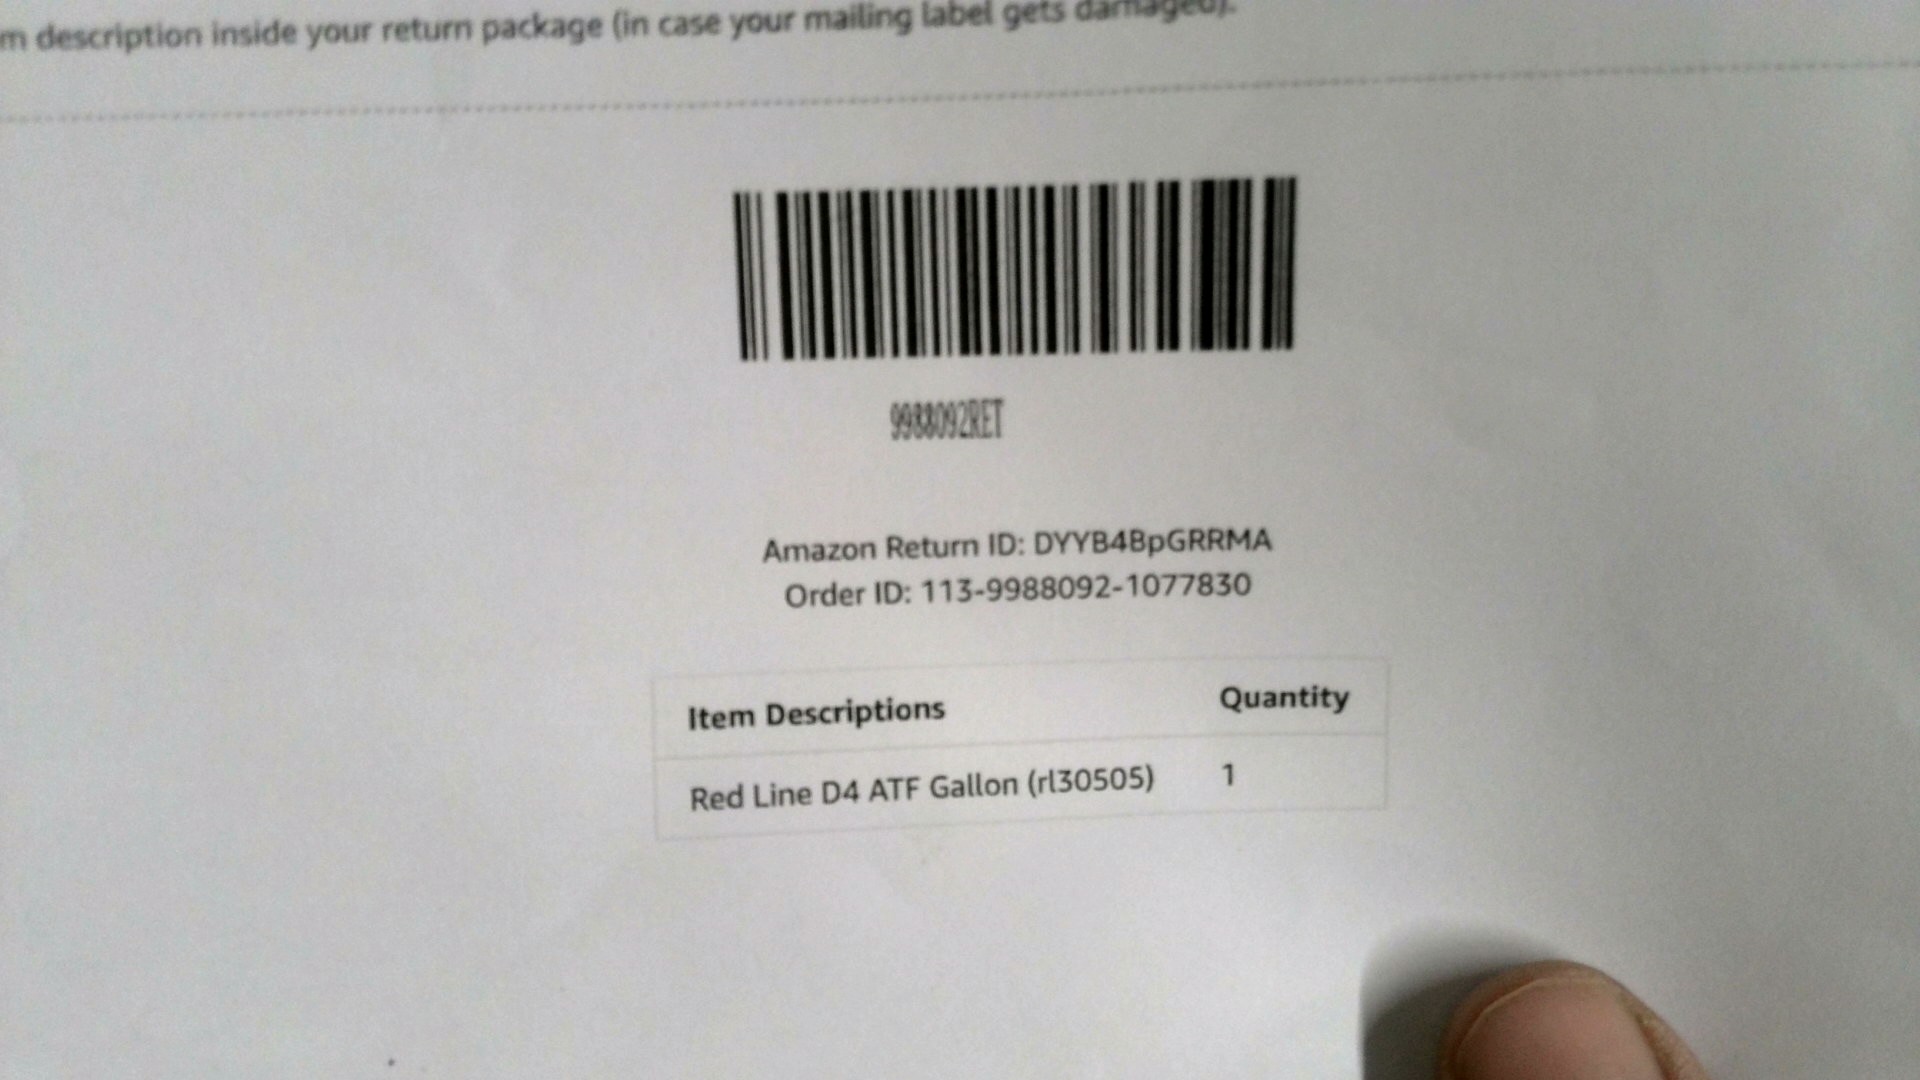 m description inside your return package (in case your mailing label gets damaged).
9988092RET
Amazon Return ID: DYYB4BpGRRMA
Order ID: 113-9988092-1077830
Item Descriptions Quantity
Red Line D4 ATF Gallon (rl30505) 1